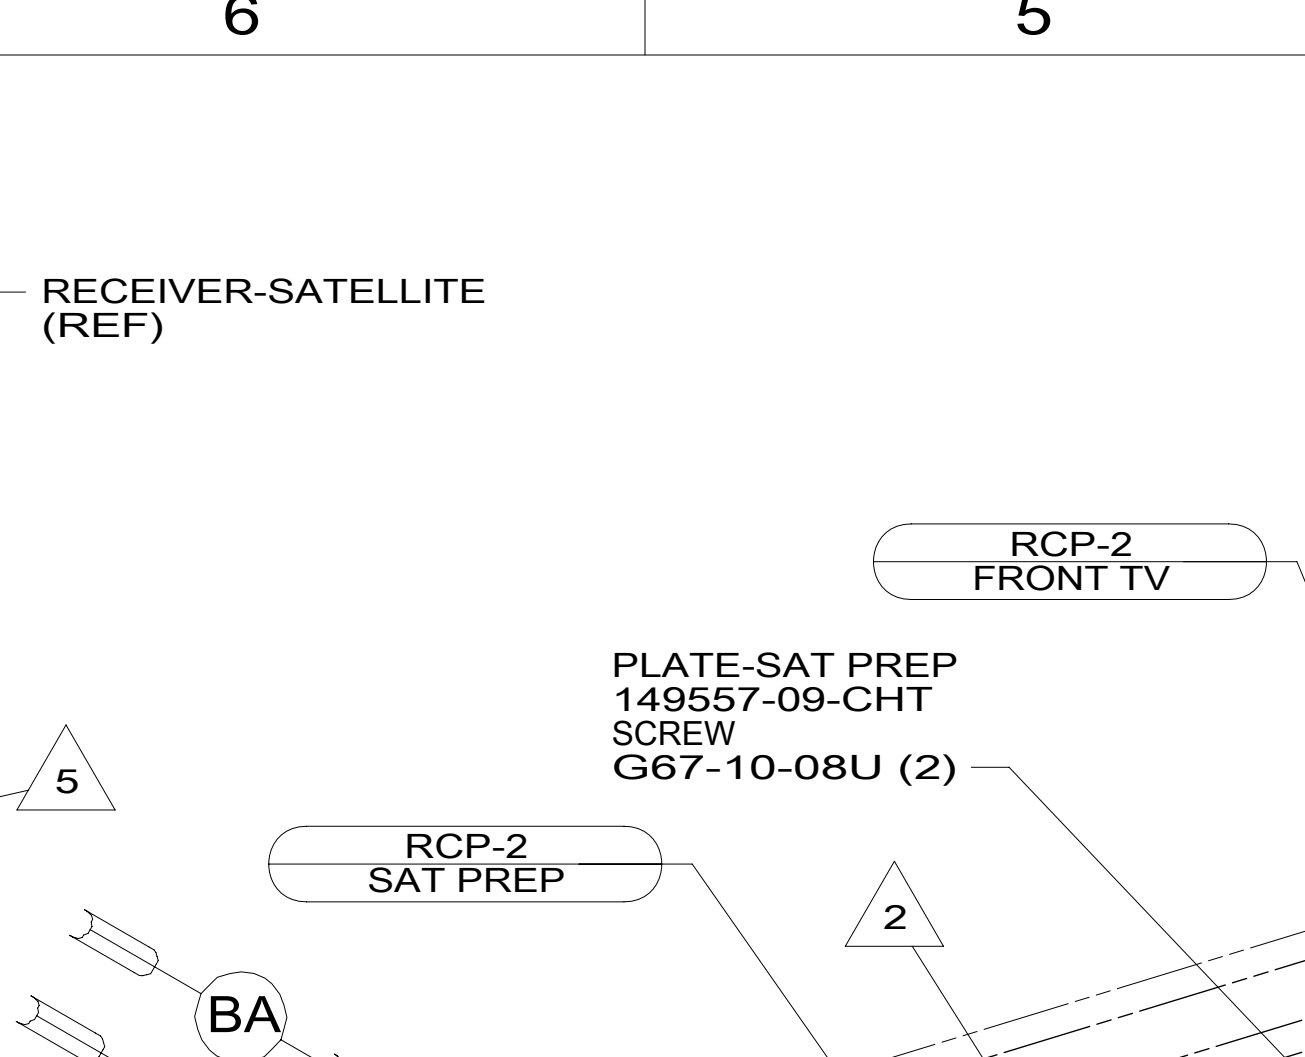 6
5
RECEIVER-SATELLITE
(REF)
RCP-2
FRONT TV
PLATE-SAT PREP
149557-09-CHT
SCREW
G67-10-08U (2)
5
RCP-2
SAT PREP
2
BA